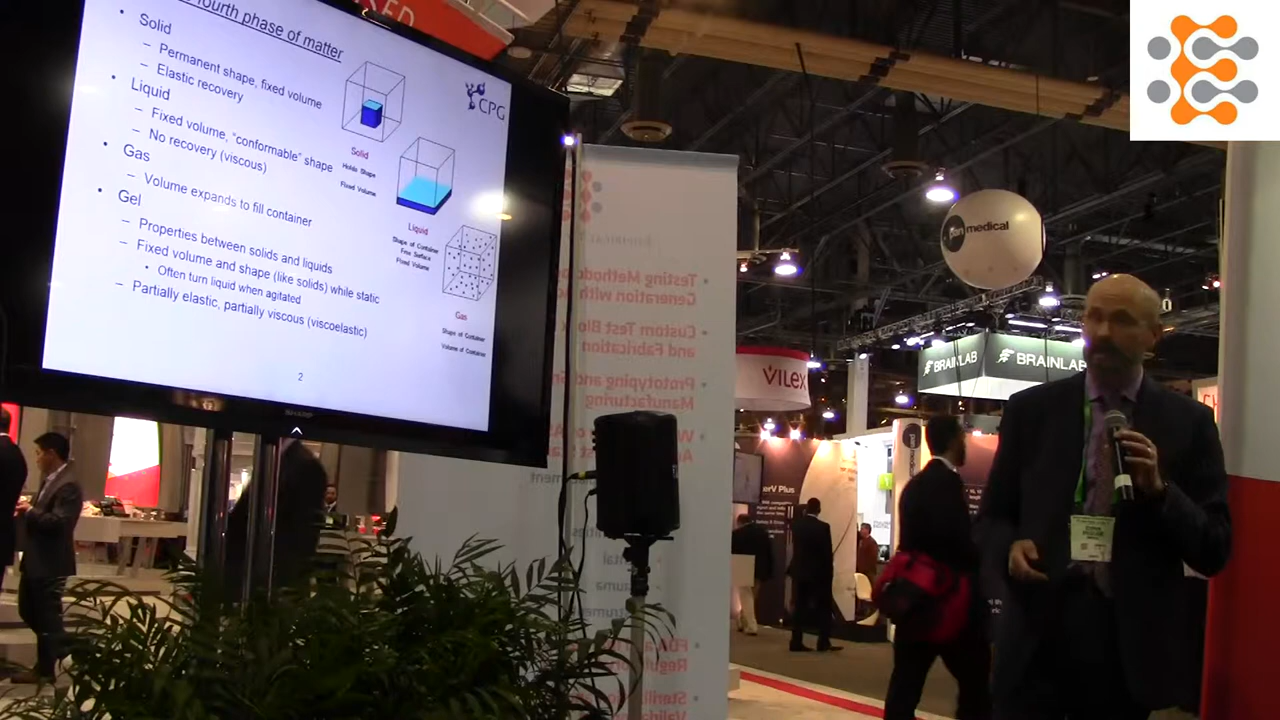 fourth phase of matter
• Solid
– Permanent shape, fixed volume
– Elastic recovery
• Liquid
– Fixed volume, "conformable" shape
– No recovery (viscous)
• Gas
– Volume expands to fill container
• Gel
– Properties between solids and liquids
– Fixed volume and shape (like solids) while static
• Often turn liquid when agitated
– Partially elastic, partially viscous (viscoelastic)
2
CPG
Solid
Holds Shape
Fixed Volume
Liquid
Shape of Container
Free Surface
Fixed Volume
Gas
Shape of Container
Volume of Container
SHARP
Testing Methodo
Generation with
Custom Test Bloc
and Fabrication
Prototyping and
Manufacturing
medical
BRAINLAB
BRAINLAB
VILEX
erV Plus